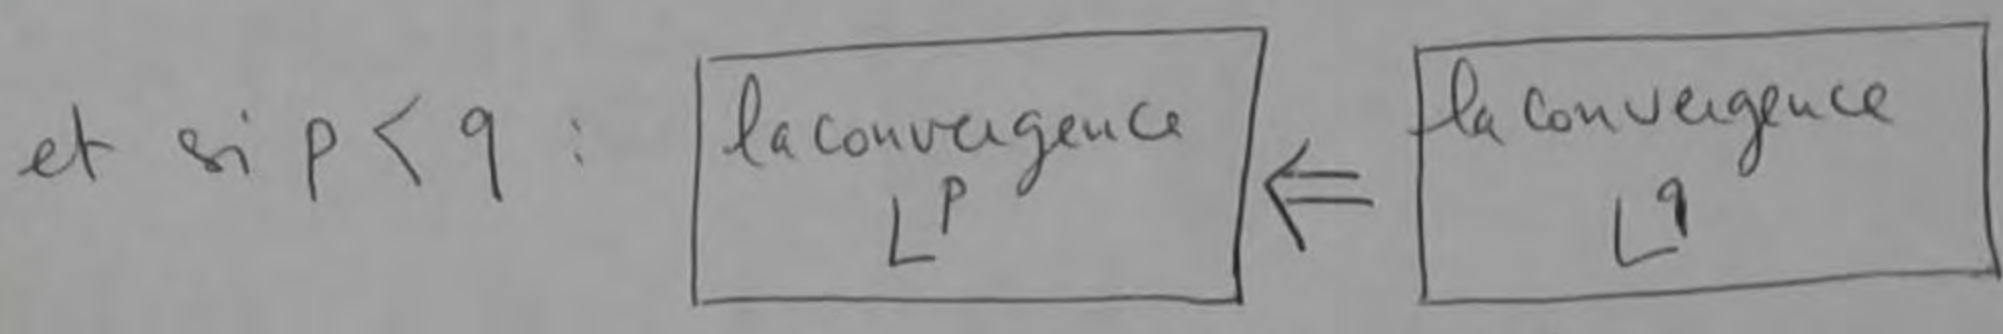 et si p < q : la convergence L^p ⇐ la convergence L^q